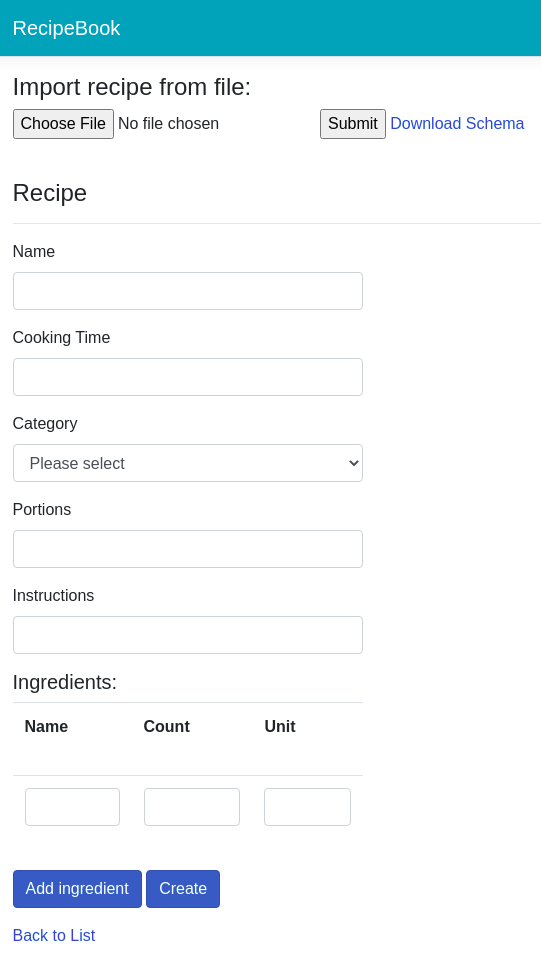 RecipeBook
Import recipe from file:
Choose File No file chosen Submit Download Schema
Recipe
Name
Cooking Time
Category
Please select
Portions
Instructions
Ingredients:
Name Count Unit
Add ingredient Create
Back to List